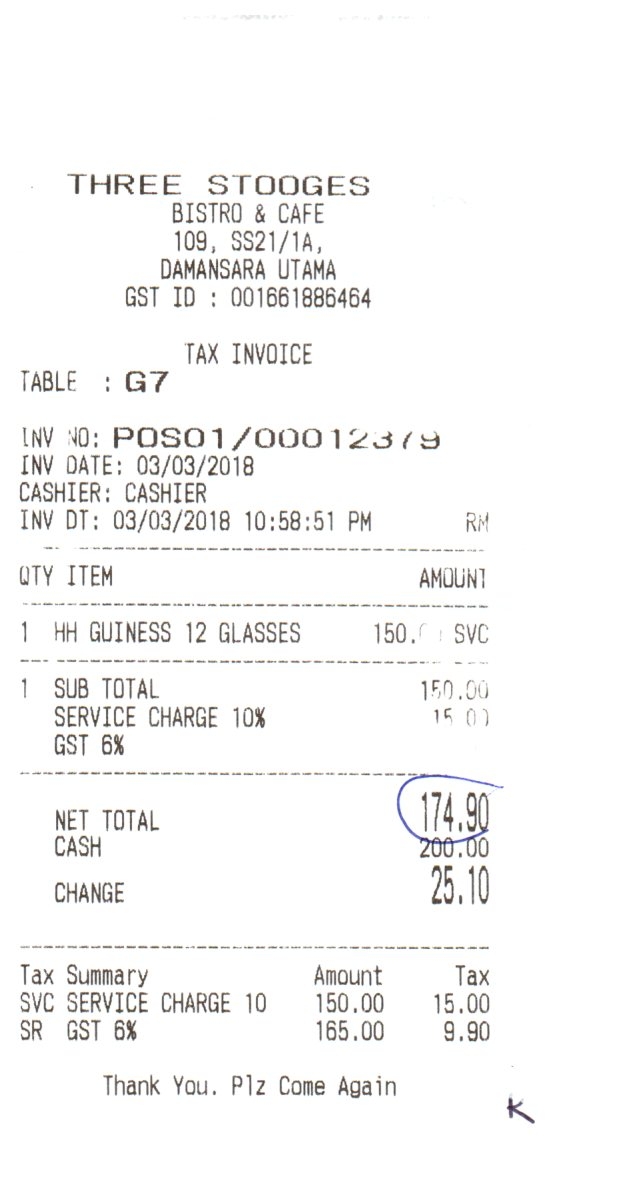 THREE STOOGES
BISTRO & CAFE
109, SS21/1A,
DAMANSARA UTAMA
GST ID : 001661886464
TAX INVOICE
TABLE : G7
INV NO: POS01/00012379
INV DATE: 03/03/2018
CASHIER: CASHIER
INV DT: 03/03/2018 10:58:51 PM RM
QTY ITEM AMOUNT
1 HH GUINESS 12 GLASSES SVC
1 SUB TOTAL 150.00
SERVICE CHARGE 10% 15.00
GST 6%
NET TOTAL 174.90
CASH 200.00
CHANGE 25.10
Tax Summary Amount Tax
SVC SERVICE CHARGE 10 150.00 15.00
SR GST 6% 165.00 9.90
Thank You. Plz Come Again
K